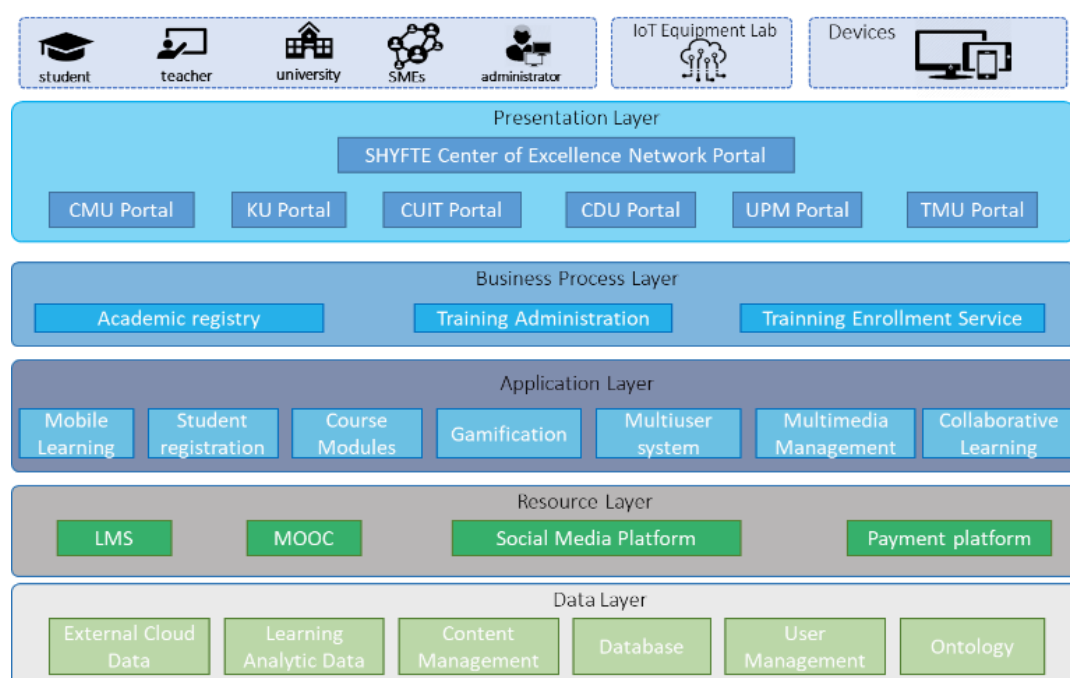 IoT Equipment Lab
Devices
student
teacher
university
SMEs
administrator
Presentation Layer
SHYFTE Center of Excellence Network Portal
CMU Portal
KU Portal
CUIT Portal
CDU Portal
UPM Portal
TMU Portal
Business Process Layer
Academic registry
Training Administration
Trainning Enrollment Service
Application Layer
Mobile
Learning
Student
registration
Course
Modules
Gamification
Multiuser
system
Multimedia
Management
Collaborative
Learning
Resource Layer
LMS
MOOC
Social Media Platform
Payment platform
Data Layer
External Cloud
Data
Learning
Analytic Data
Content
Management
Database
User
Management
Ontology